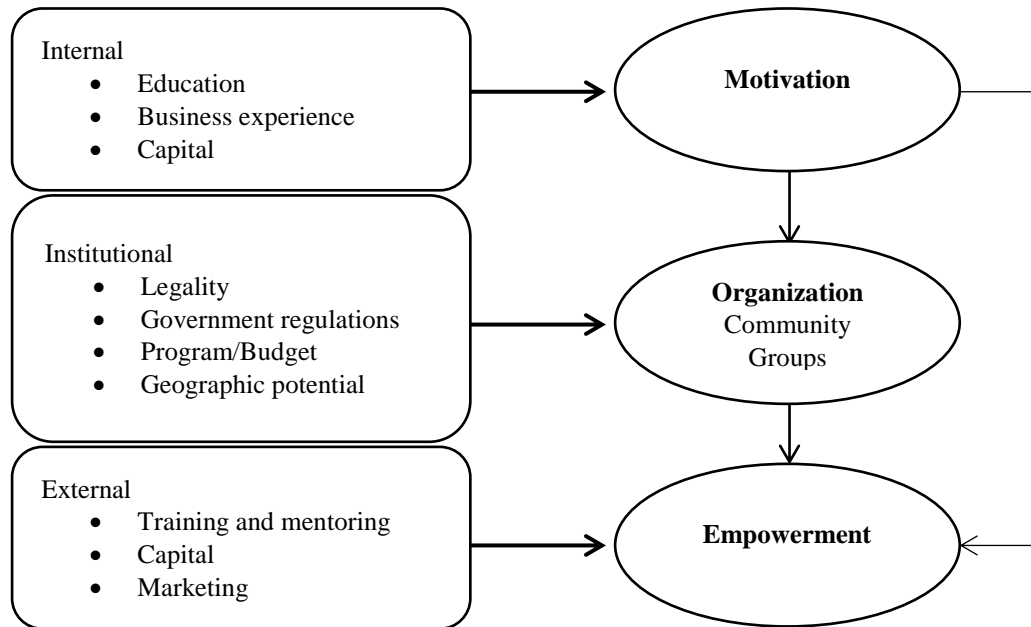 Internal
• Education
• Business experience
• Capital
Motivation
Institutional
• Legality
• Government regulations
• Program/Budget
• Geographic potential
Organization
Community
Groups
External
• Training and mentoring
• Capital
• Marketing
Empowerment